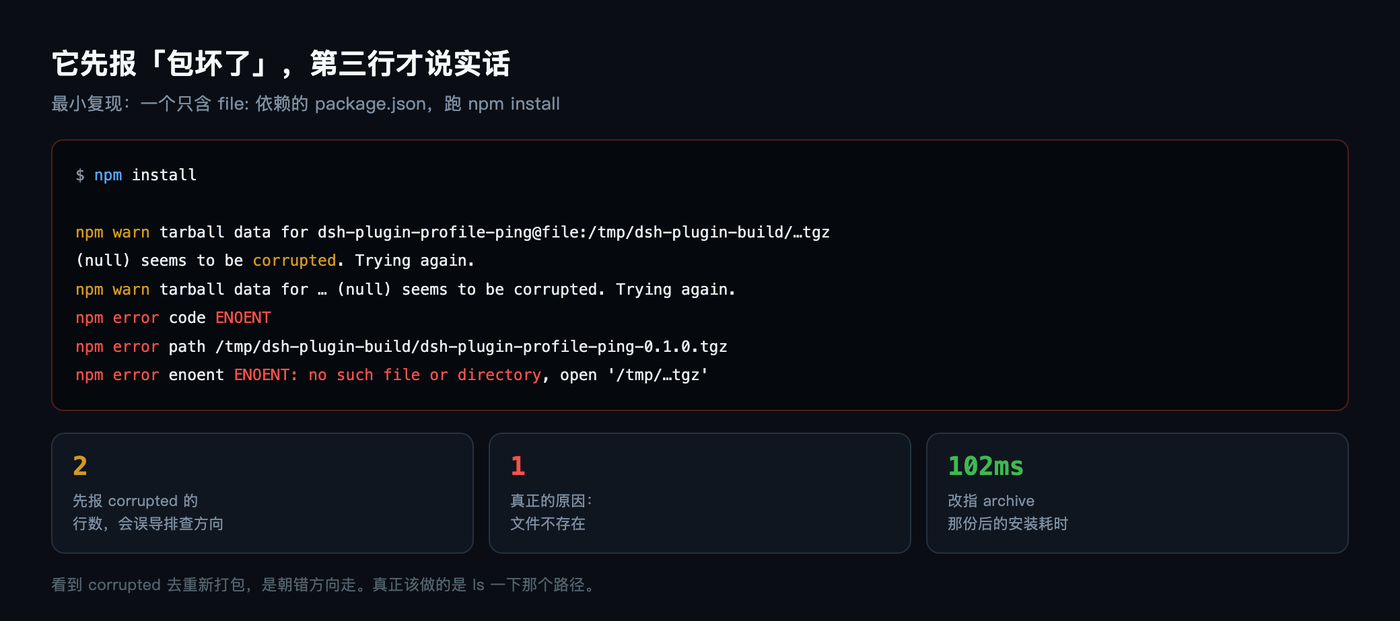 它先报「包坏了」，第三行才说实话
最小复现：一个只含 file: 依赖的 package.json，跑 npm install
$ npm install
npm warn tarball data for dsh-plugin-profile-ping@file:/tmp/dsh-plugin-build/…tgz
(null) seems to be corrupted. Trying again.
npm warn tarball data for … (null) seems to be corrupted. Trying again.
npm error code ENOENT
npm error path /tmp/dsh-plugin-build/dsh-plugin-profile-ping-0.1.0.tgz
npm error enoent ENOENT: no such file or directory, open '/tmp/…tgz'
2
先报 corrupted 的
行数，会误导排查方向
1
真正的原因：
文件不存在
102ms
改指 archive
那份后的安装耗时
看到 corrupted 去重新打包，是朝错方向走。真正该做的是 ls 一下那个路径。